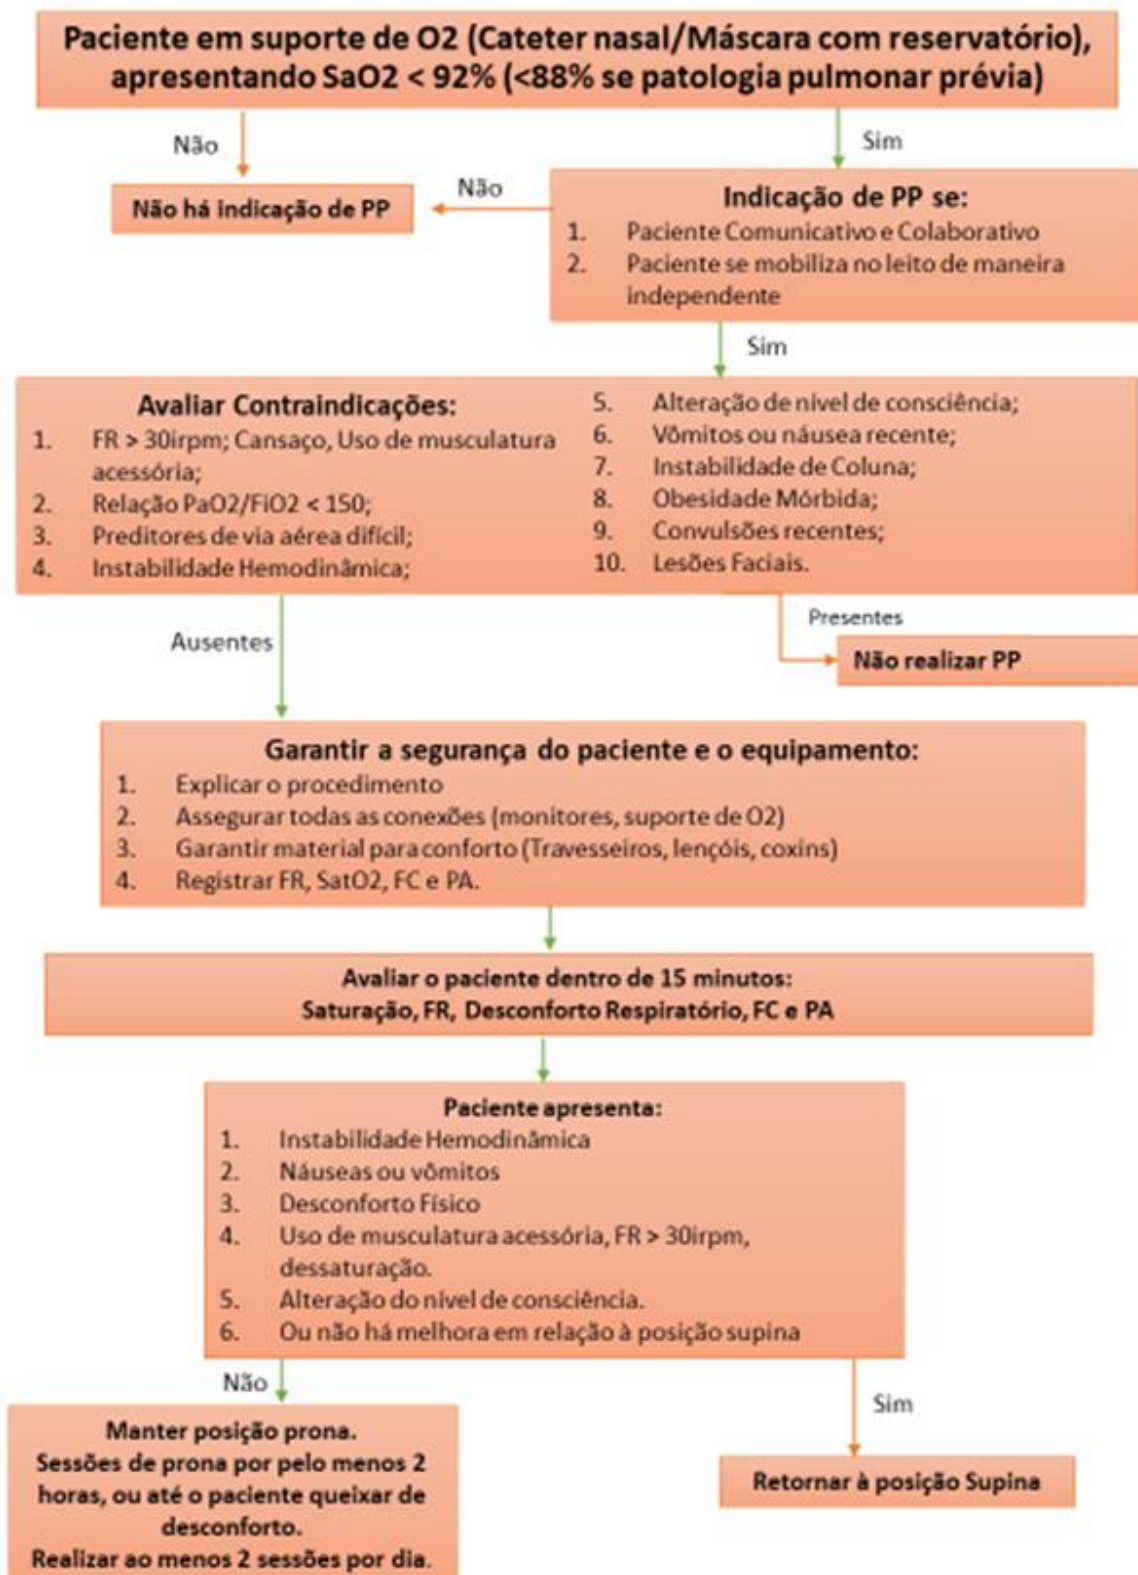 Paciente em suporte de O2 (Cateter nasal/Máscara com reservatório),
apresentando SaO2 < 92% (<88% se patologia pulmonar prévia)
Não
Sim
Não há indicação de PP
Não
Indicação de PP se:
1. Paciente Comunicativo e Colaborativo
2. Paciente se mobiliza no leito de maneira
independente
Sim
Avaliar Contraindicações:
1. FR > 30irpm; Cansaço, Uso de musculatura
acessória;
2. Relação PaO2/FiO2 < 150;
3. Preditores de via aérea difícil;
4. Instabilidade Hemodinâmica;
5. Alteração de nivel de consciência;
6. Vômitos ou náusea recente;
7. Instabilidade de Coluna;
8. Obesidade Mórbida;
9. Convulsões recentes;
10. Lesões Faciais.
Ausentes
Presentes
Não realizar PP
Garantir a segurança do paciente e o equipamento:
1. Explicar o procedimento
2. Assegurar todas as conexões (monitores, suporte de O2)
3. Garantir material para conforto (Travesseiros, lençóis, coxins)
4. Registrar FR, SatO2, FC e PA.
Avaliar o paciente dentro de 15 minutos:
Saturação, FR, Desconforto Respiratório, FC e PA
Paciente apresenta:
1. Instabilidade Hemodinâmica
2. Náuseas ou vômitos
3. Desconforto Físico
4. Uso de musculatura acessória, FR > 30irpm,
dessaturação.
5. Alteração do nivel de consciência.
6. Ou não há melhora em relação à posição supina
Não
Sim
Manter posição prona.
Sessões de prona por pelo menos 2
horas, ou até o paciente queixar de
desconforto.
Realizar ao menos 2 sessões por dia.
Retornar à posição Supina